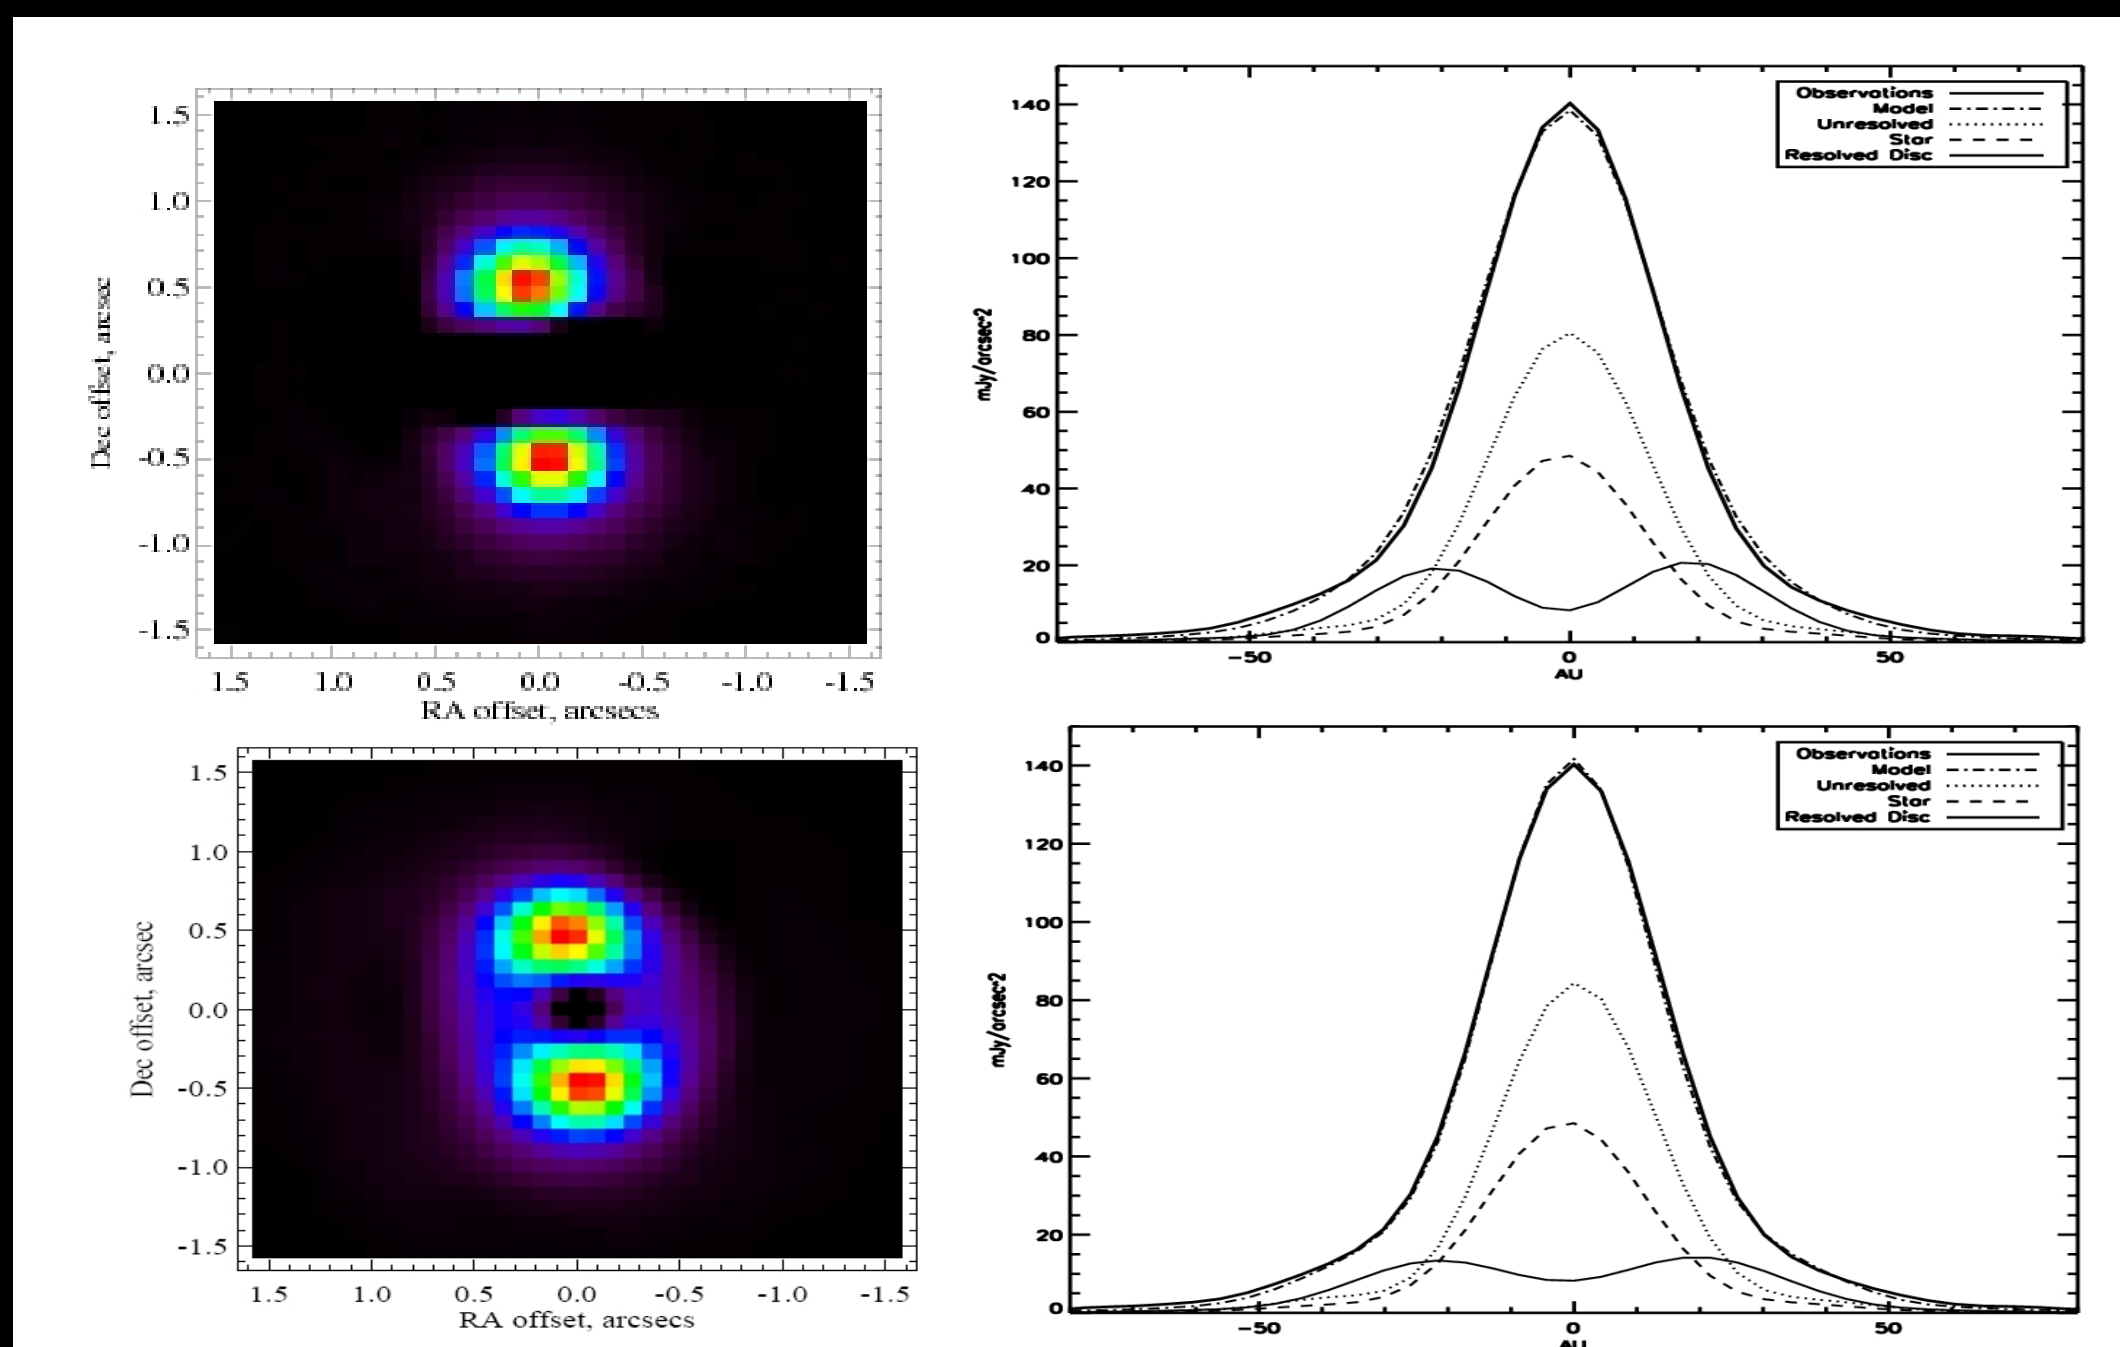 1.5
1.0
0.5
0.0
-0.5
-1.0
-1.5
Dec offset, arcsec
1.5 1.0 0.5 0.0 -0.5 -1.0 -1.5
RA offset, arcsecs
140
120
100
80
60
40
20
0
mJy/arcsec^2
Observations
Model
Unresolved
Star
Resolved Disc
-50 0 50
AU
1.5
1.0
0.5
0.0
-0.5
-1.0
-1.5
Dec offset, arcsec
1.5 1.0 0.5 0.0 -0.5 -1.0 -1.5
RA offset, arcsecs
140
120
100
80
60
40
20
0
mJy/arcsec^2
Observations
Model
Unresolved
Star
Resolved Disc
-50 0 50
AU